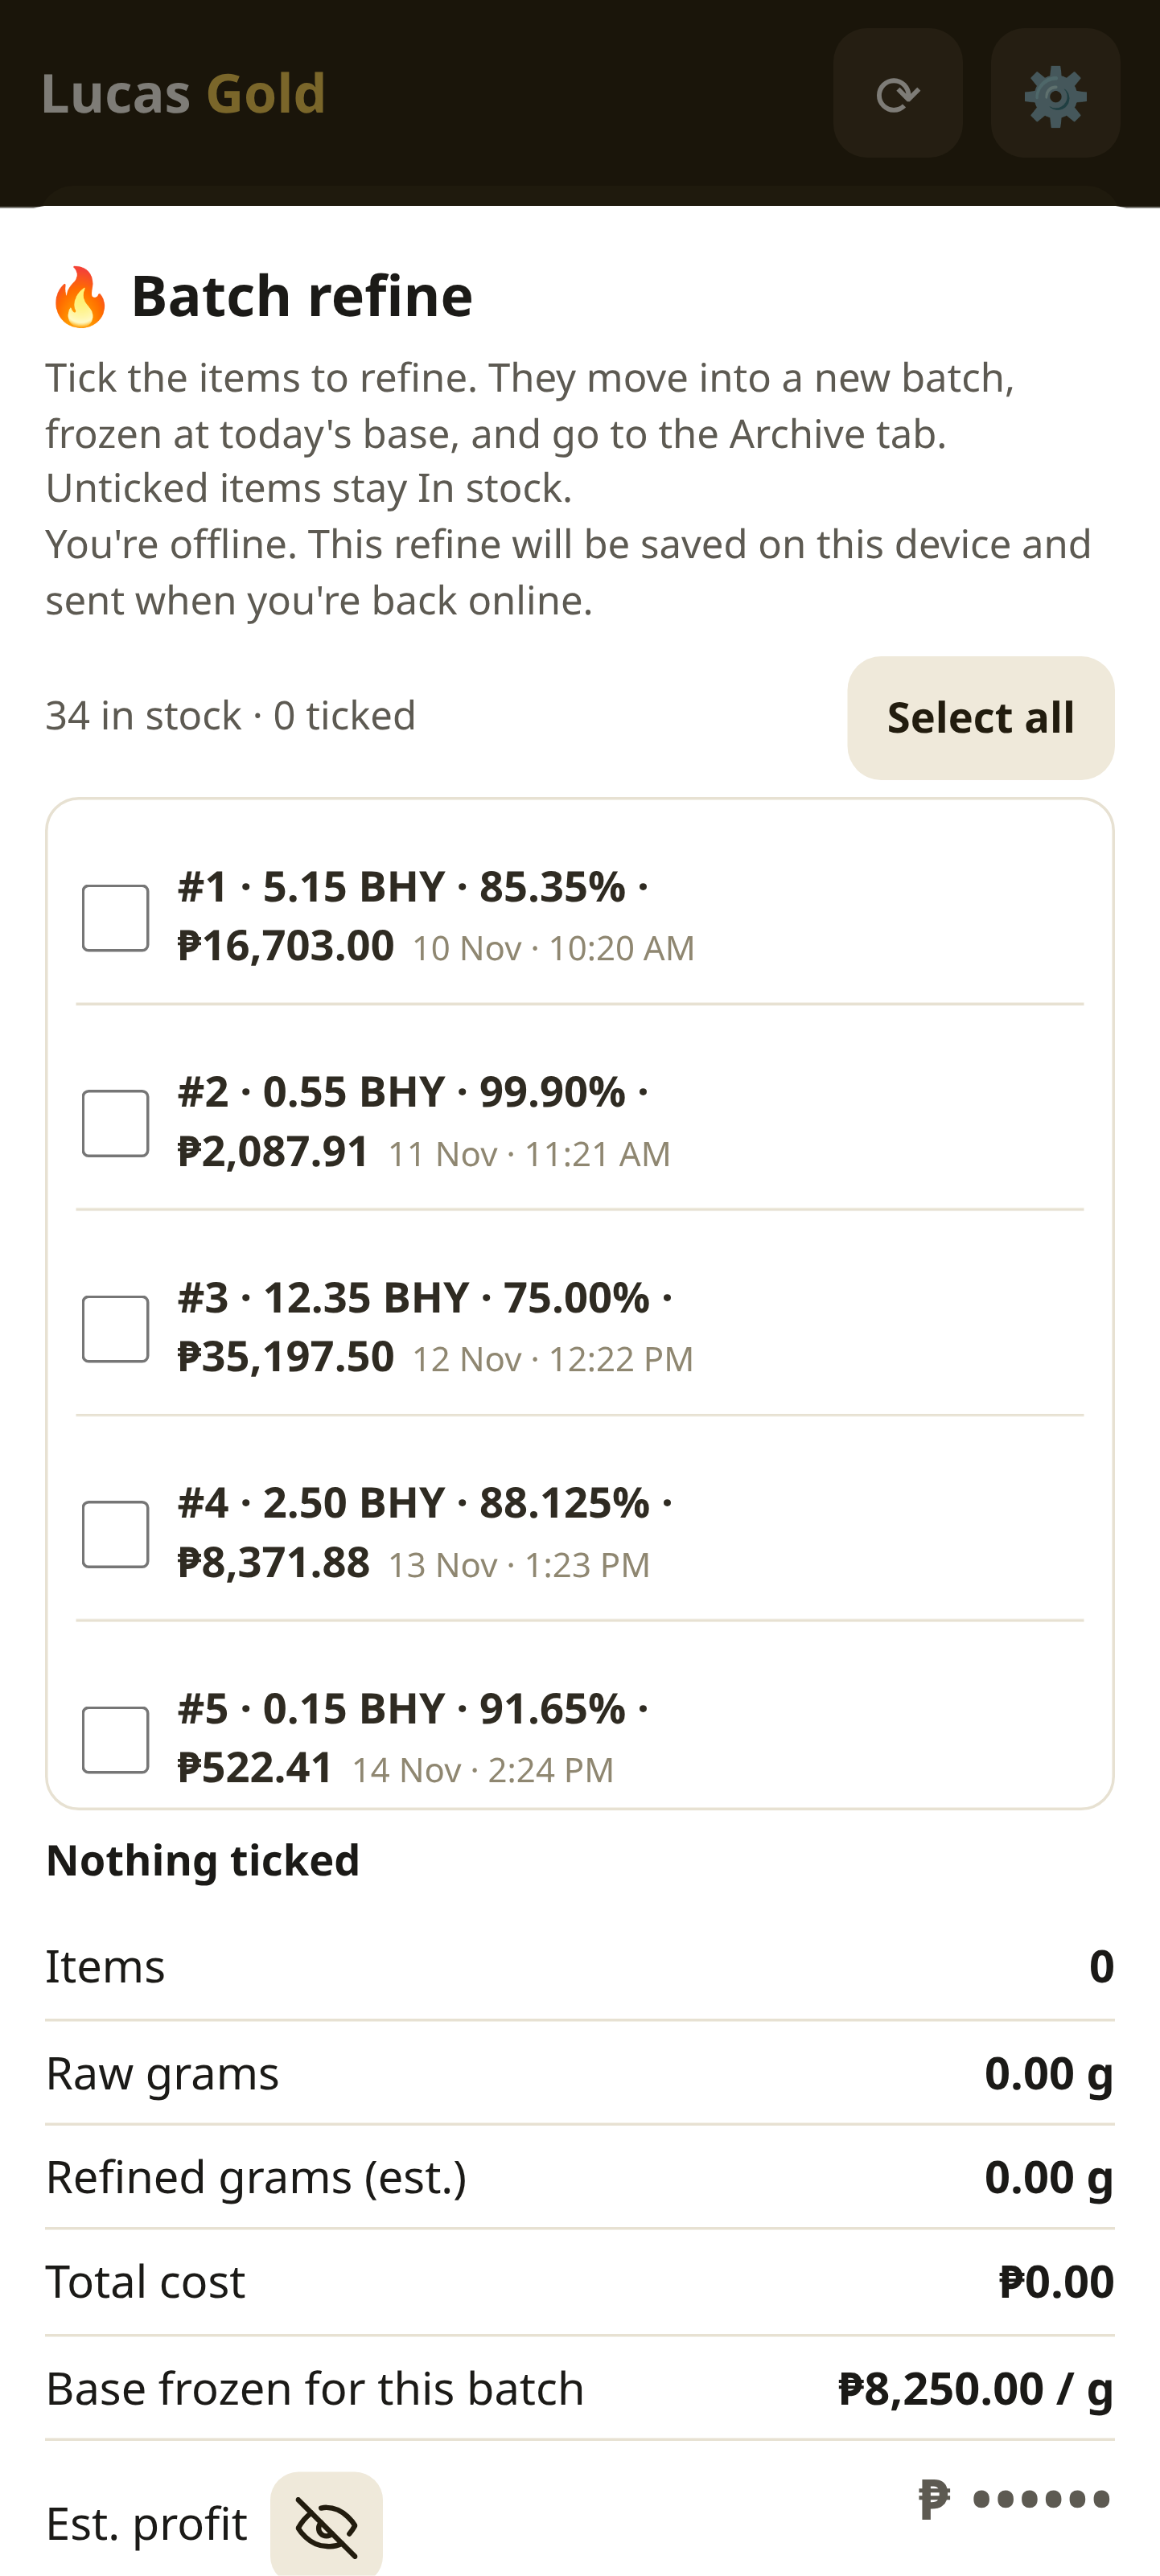 Lucas Gold
🔥 Batch refine
Tick the items to refine. They move into a new batch,
frozen at today's base, and go to the Archive tab.
Unticked items stay In stock.
You're offline. This refine will be saved on this device and
sent when you're back online.
34 in stock · 0 ticked
Select all
#1 · 5.15 BHY · 85.35% ·
₱16,703.00 10 Nov · 10:20 AM
#2 · 0.55 BHY · 99.90% ·
₱2,087.91 11 Nov · 11:21 AM
#3 · 12.35 BHY · 75.00% ·
₱35,197.50 12 Nov · 12:22 PM
#4 · 2.50 BHY · 88.125% ·
₱8,371.88 13 Nov · 1:23 PM
#5 · 0.15 BHY · 91.65% ·
₱522.41 14 Nov · 2:24 PM
Nothing ticked
Items 0
Raw grams 0.00 g
Refined grams (est.) 0.00 g
Total cost ₱0.00
Base frozen for this batch ₱8,250.00 / g
Est. profit ₱ ••••••